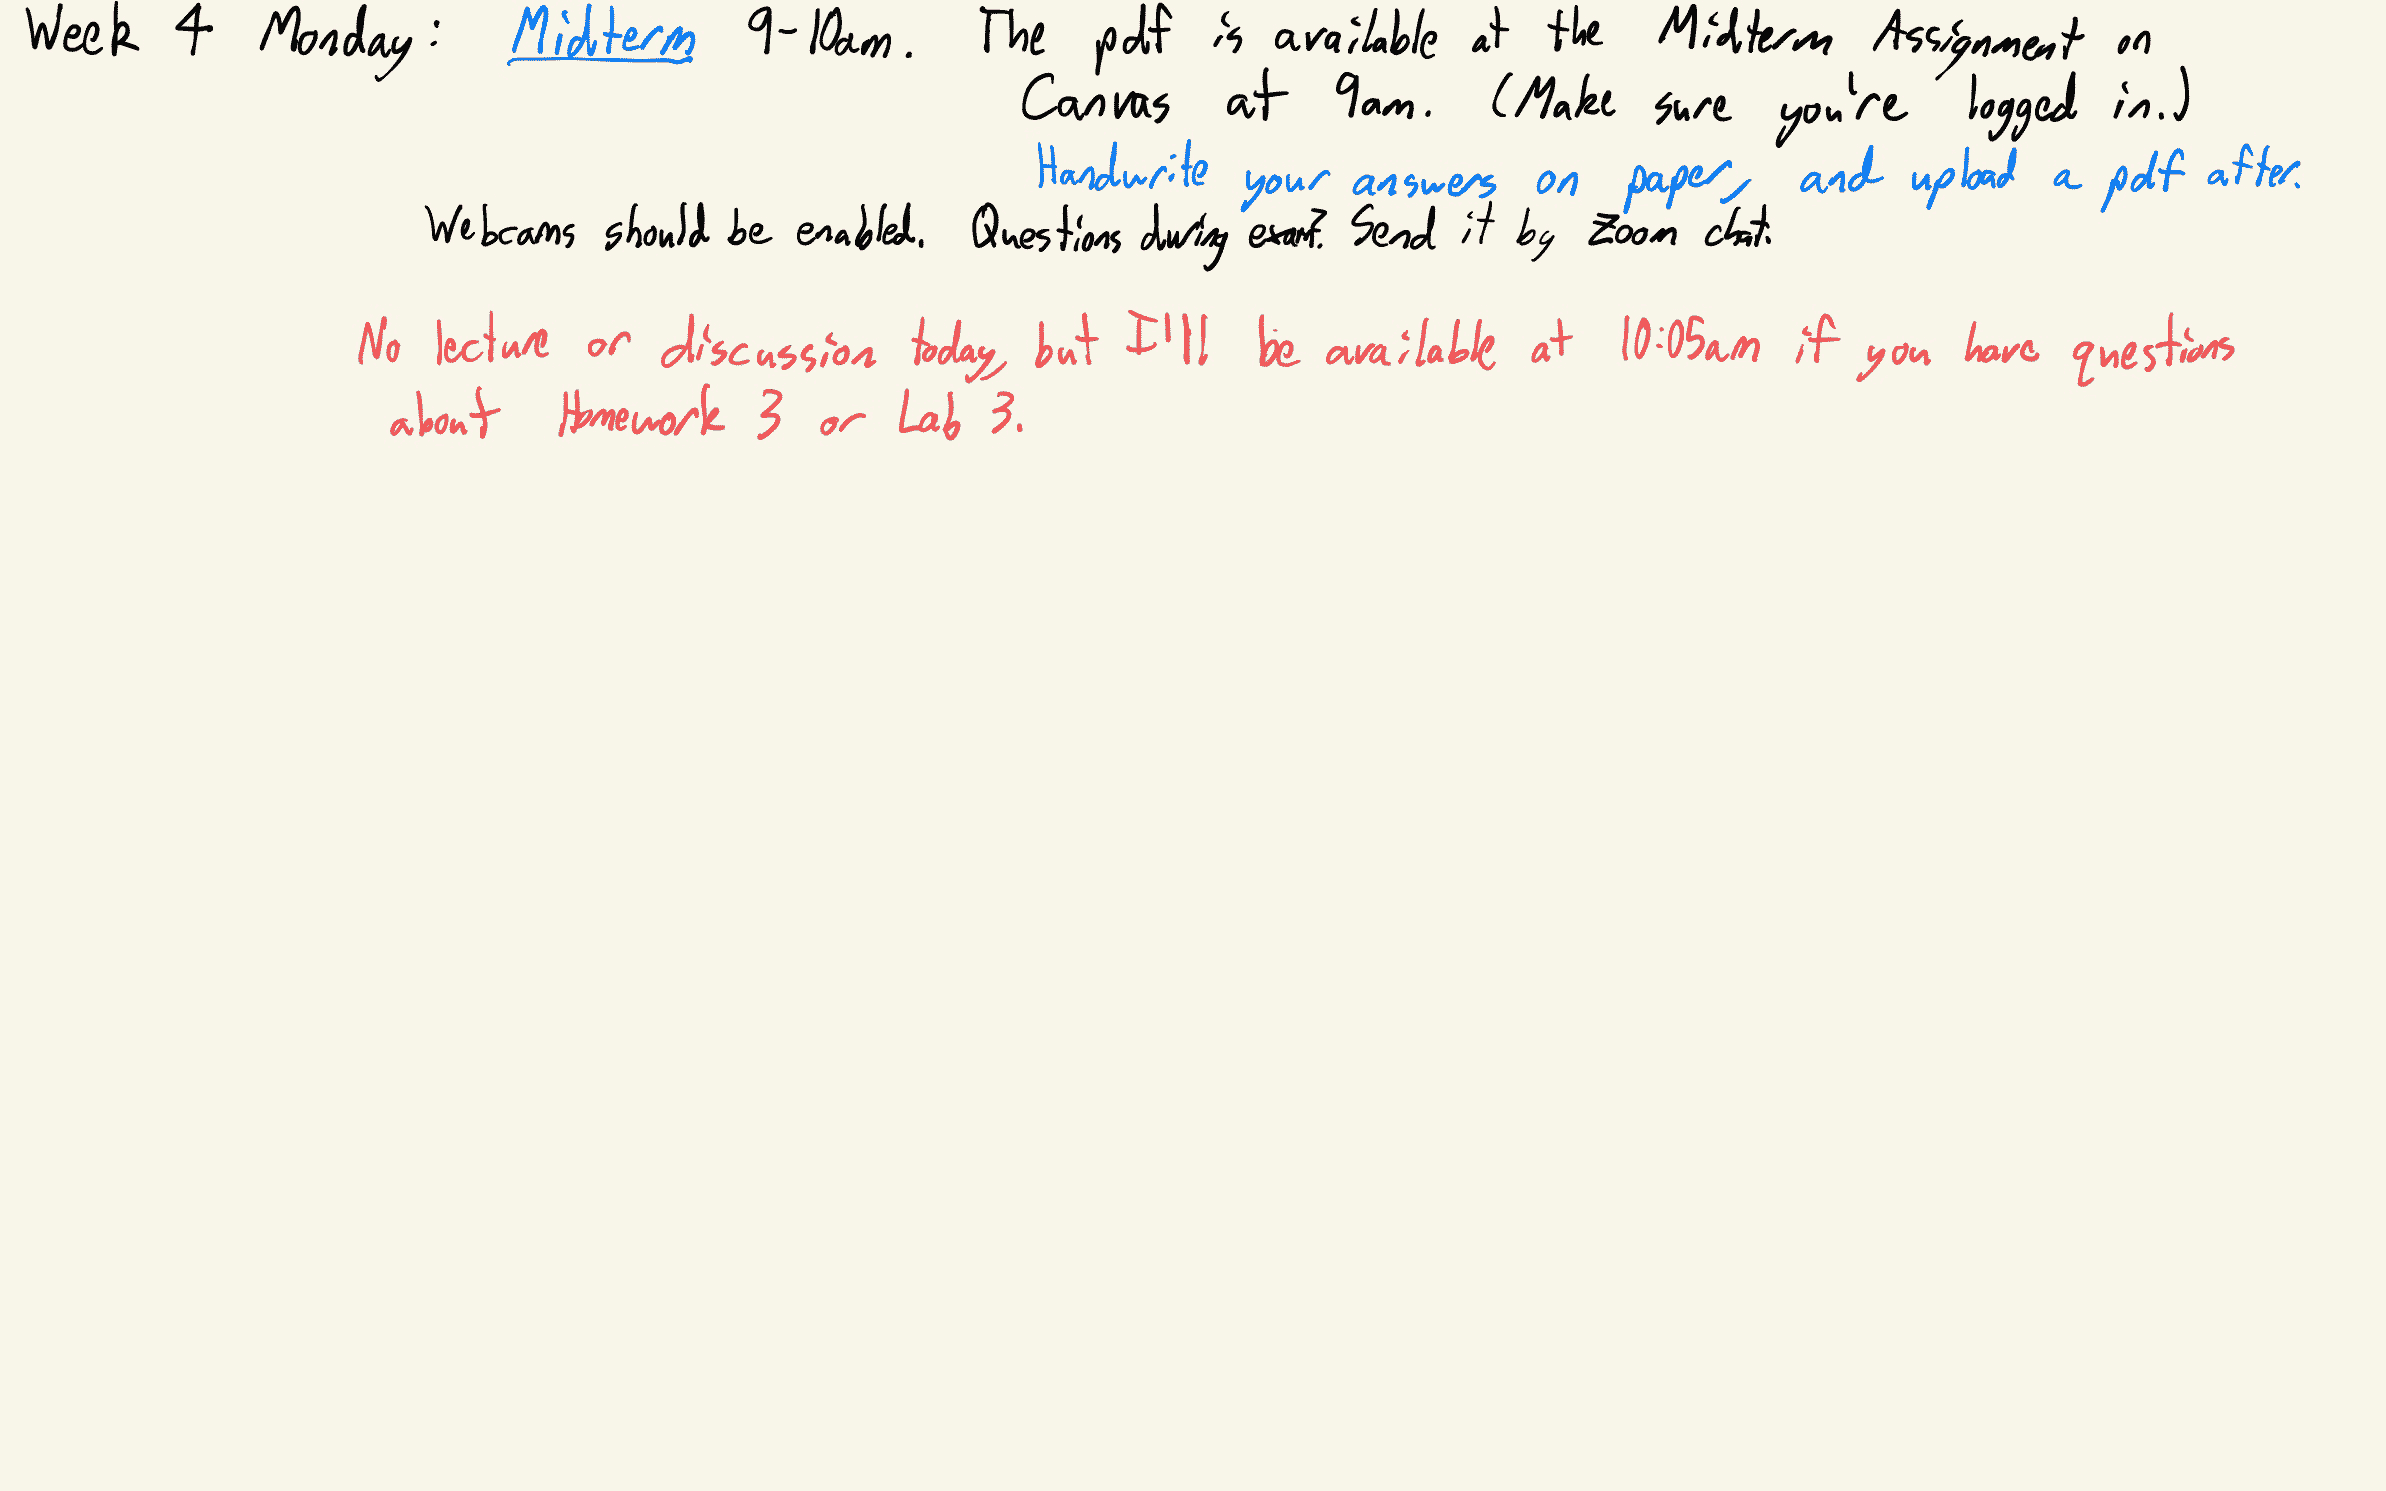 Week 4 Monday: Midterm 9-10am. The pdf is available at the Midterm Assignment on
Canvas at 9am. (Make sure you're logged in.)
Handwrite your answers on paper, and upload a pdf after.
Webcams should be enabled. Questions during exam? Send it by Zoom chat.
No lecture or discussion today, but I'll be available at 10:05am if you have questions
about Homework 3 or Lab 3.